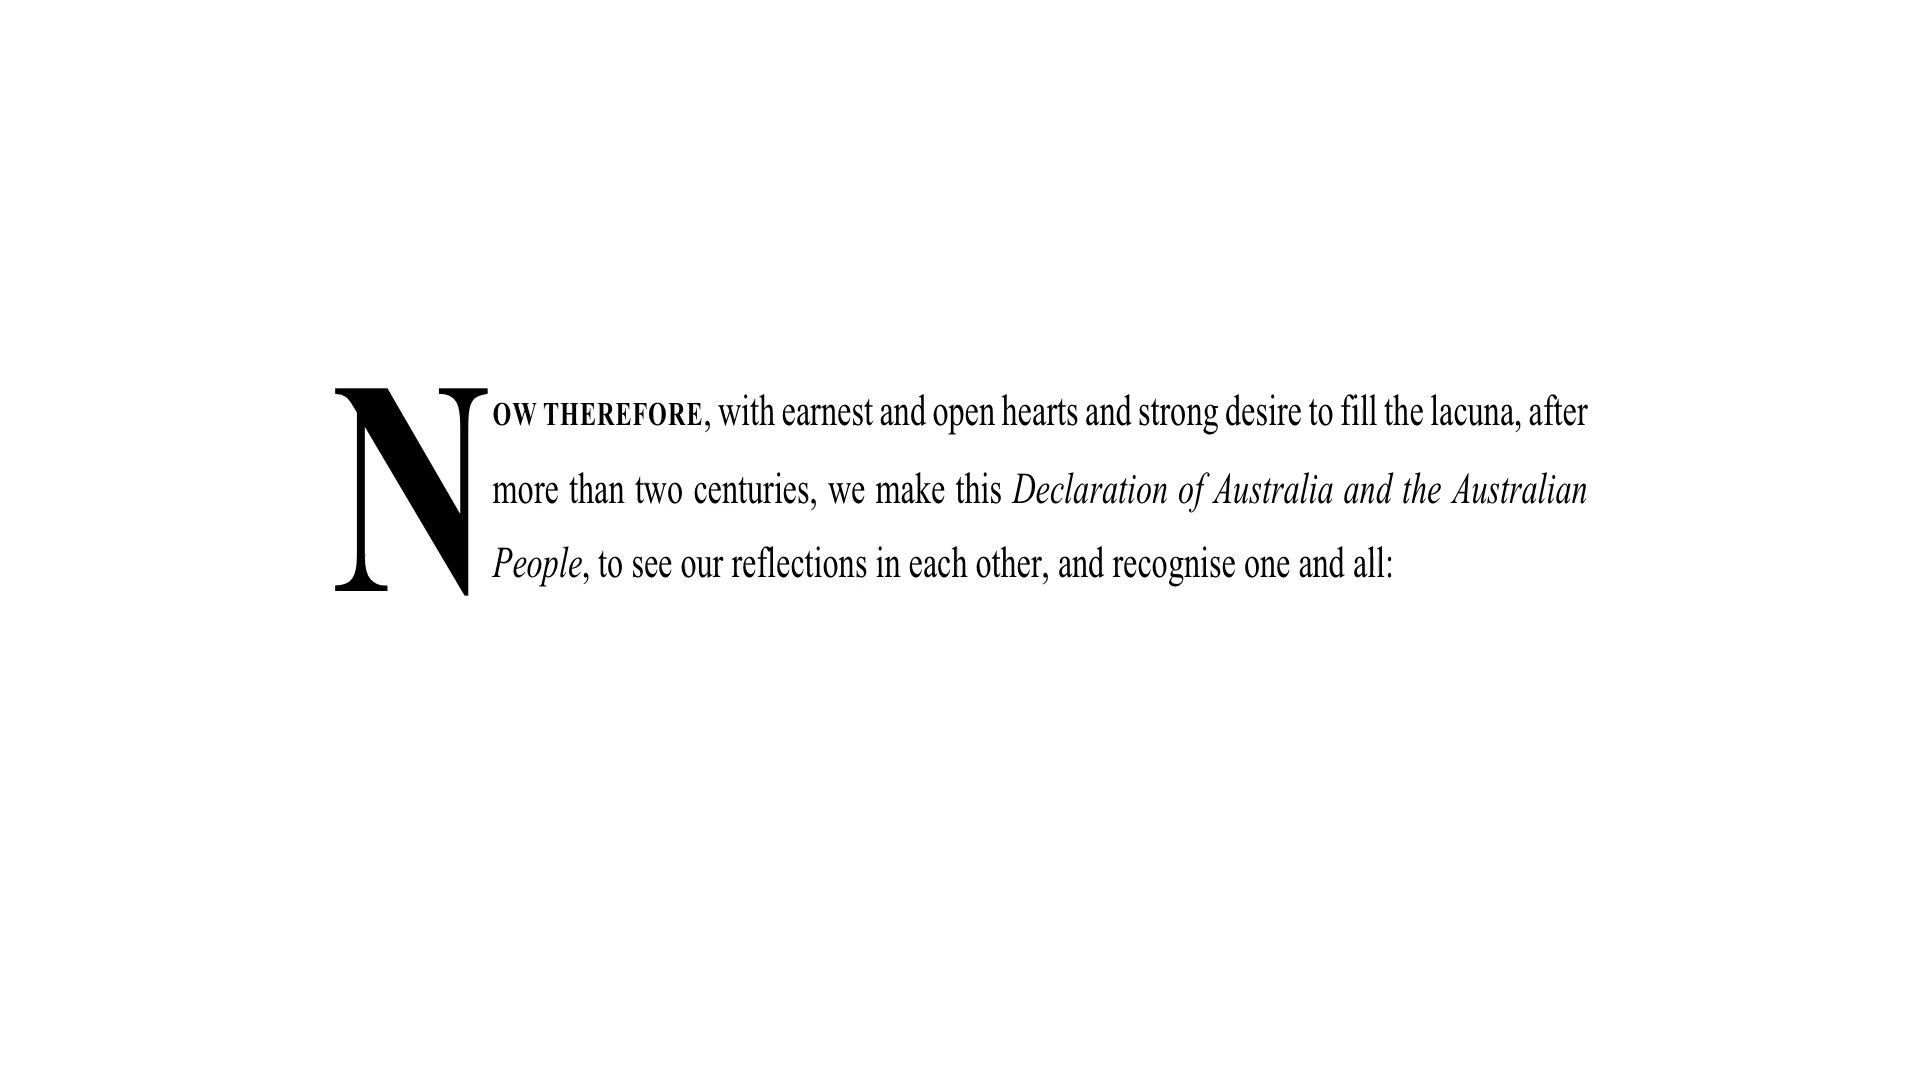 NOW THEREFORE, with earnest and open hearts and strong desire to fill the lacuna, after
more than two centuries, we make this Declaration of Australia and the Australian
People, to see our reflections in each other, and recognise one and all: